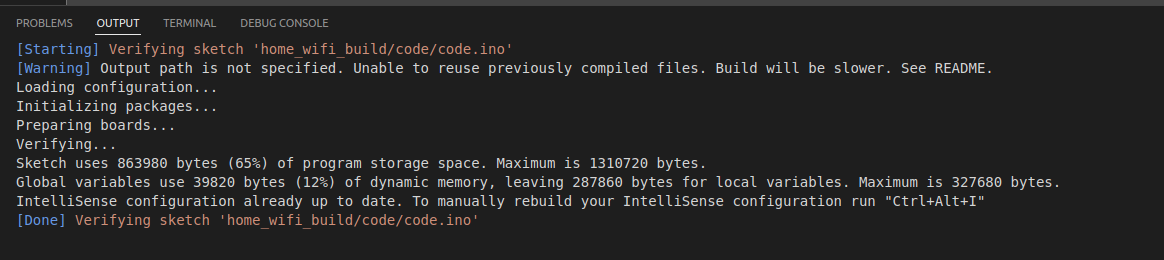 PROBLEMS OUTPUT TERMINAL DEBUG CONSOLE
[Starting] Verifying sketch 'home_wifi_build/code/code.ino'
[Warning] Output path is not specified. Unable to reuse previously compiled files. Build will be slower. See README.
Loading configuration...
Initializing packages...
Preparing boards...
Verifying...
Sketch uses 863980 bytes (65%) of program storage space. Maximum is 1310720 bytes.
Global variables use 39820 bytes (12%) of dynamic memory, leaving 287860 bytes for local variables. Maximum is 327680 bytes.
IntelliSense configuration already up to date. To manually rebuild your IntelliSense configuration run "Ctrl+Alt+I"
[Done] Verifying sketch 'home_wifi_build/code/code.ino'